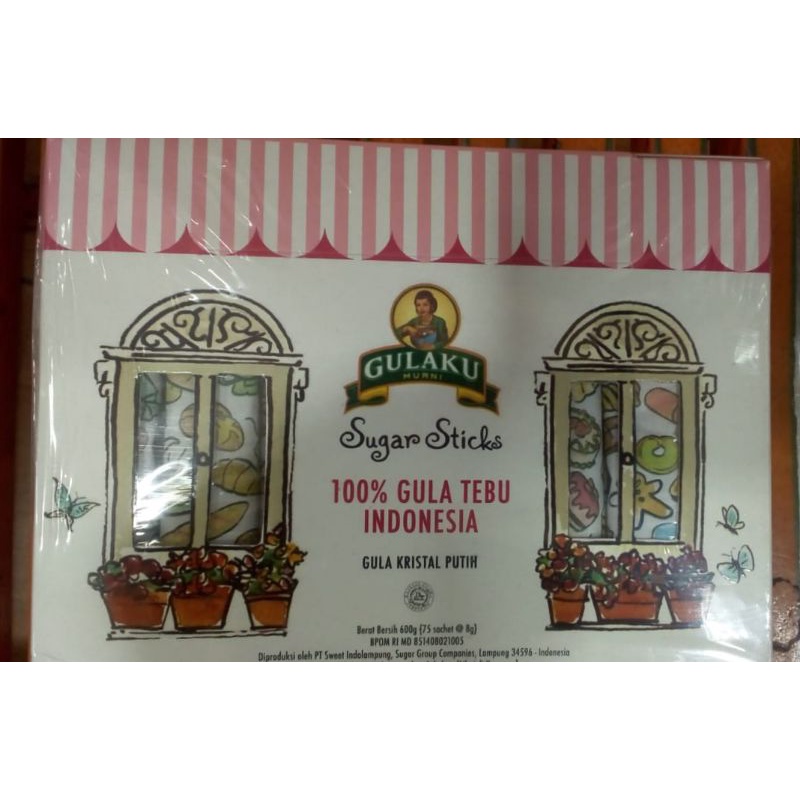 GULAKU
MURNI
Sugar Sticks
100% GULA TEBU
INDONESIA
GULA KRISTAL PUTIH
Berat Bersih 600g (75 sachet @ 8g)
BPOM RI MD 851408021005
Diproduksi oleh PT Sweet Indolampung, Sugar Group Companies, Lampung 34596 - Indonesia